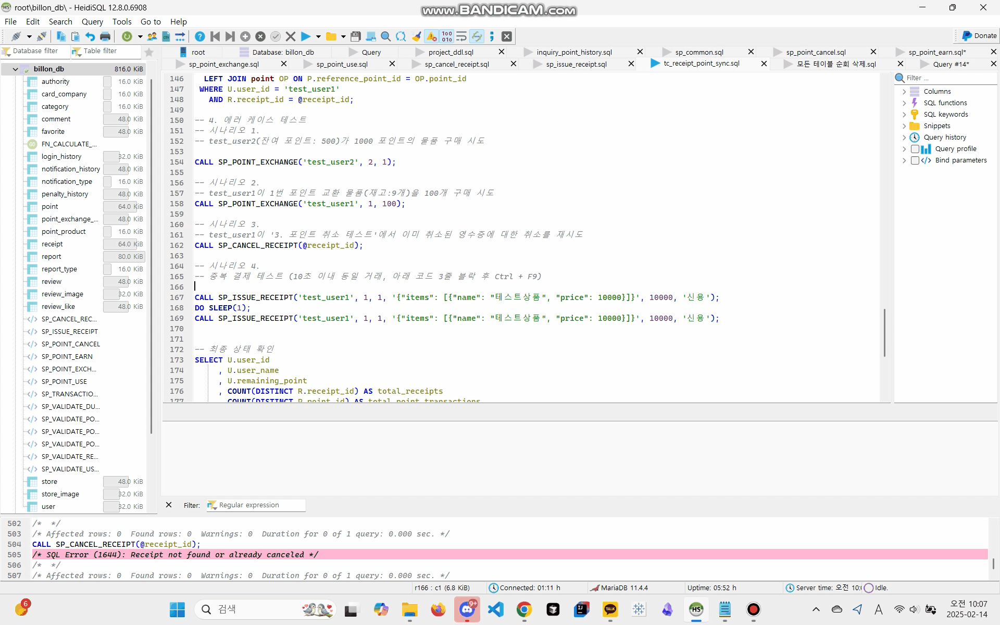 root\billon_db\ - HeidiSQL 12.8.0.6908
www.BANDICAM.com
File Edit Search Query Tools Go to Help
Donate
Database filter
Table filter
root
Database: billon_db
Query
project_ddl.sql
inquiry_point_history.sql
sp_common.sql
sp_point_cancel.sql
sp_point_earn.sql*
sp_point_exchange.sql
sp_point_use.sql
sp_cancel_receipt.sql
sp_issue_receipt.sql
tc_receipt_point_sync.sql
모든 테이블 순회 삭제.sql
Query #14*
billon_db 816.0 KiB
authority 16.0 KiB
card_company 16.0 KiB
category 16.0 KiB
comment 48.0 KiB
favorite 48.0 KiB
FN_CALCULATE_...
login_history 32.0 KiB
notification_history 48.0 KiB
notification_type 16.0 KiB
penalty_history 48.0 KiB
point 64.0 KiB
point_exchange_... 48.0 KiB
point_product 16.0 KiB
receipt 64.0 KiB
report 80.0 KiB
report_type 16.0 KiB
review 48.0 KiB
review_image 32.0 KiB
review_like 48.0 KiB
SP_CANCEL_REC...
SP_ISSUE_RECEIPT
SP_POINT_CANCEL
SP_POINT_EARN
SP_POINT_EXCH...
SP_POINT_USE
SP_TRANSACTIO...
SP_VALIDATE_DU...
SP_VALIDATE_PO...
SP_VALIDATE_PO...
SP_VALIDATE_PO...
SP_VALIDATE_RE...
SP_VALIDATE_US...
store 48.0 KiB
store_image 32.0 KiB
user 32.0 KiB
146 LEFT JOIN point OP ON P.reference_point_id = OP.point_id
147 WHERE U.user_id = 'test_user1'
148 AND R.receipt_id = @receipt_id;
149
150 -- 4. 에러 케이스 테스트
151 -- 시나리오 1.
152 -- test_user2(잔여 포인트: 500)가 1000 포인트의 물품 구매 시도
153
154 CALL SP_POINT_EXCHANGE('test_user2', 2, 1);
155
156 -- 시나리오 2.
157 -- test_user1이 1번 포인트 교환 물품(재고:9개)을 100개 구매 시도
158 CALL SP_POINT_EXCHANGE('test_user1', 1, 100);
159
160 -- 시나리오 3.
161 -- test_user1이 '3. 포인트 취소 테스트'에서 이미 취소된 영수증에 대한 취소를 재시도
162 CALL SP_CANCEL_RECEIPT(@receipt_id);
163
164 -- 시나리오 4.
165 -- 중복 결제 테스트 (10초 이내 동일 거래, 아래 코드 3줄 블락 후 Ctrl + F9)
166
167 CALL SP_ISSUE_RECEIPT('test_user1', 1, 1, '{"items": [{"name": "테스트상품", "price": 10000}]}', 10000, '신용');
168 DO SLEEP(1);
169 CALL SP_ISSUE_RECEIPT('test_user1', 1, 1, '{"items": [{"name": "테스트상품", "price": 10000}]}', 10000, '신용');
170
171
172 -- 최종 상태 확인
173 SELECT U.user_id
174 , U.user_name
175 , U.remaining_point
176 , COUNT(DISTINCT R.receipt_id) AS total_receipts
177 , COUNT(DISTINCT P.point_id) AS total_point_transactions
Filter ...
Columns
SQL functions
SQL keywords
Snippets
Query history
Query profile
Bind parameters
Filter: Regular expression
502 /* */
503 /* Affected rows: 0 Found rows: 0 Warnings: 0 Duration for 0 of 1 query: 0.000 sec. */
504 CALL SP_CANCEL_RECEIPT(@receipt_id);
505 /* SQL Error (1644): Receipt not found or already canceled */
506 /* */
507 /* Affected rows: 0 Found rows: 0 Warnings: 0 Duration for 0 of 1 query: 0.000 sec. */
r166 : c1 (6.8 KiB)
Connected: 01:11 h
MariaDB 11.4.4
Uptime: 05:52 h
Server time: 오전 10:
Idle.
6
검색
9+
TALK
A
오전 10:07
2025-02-14